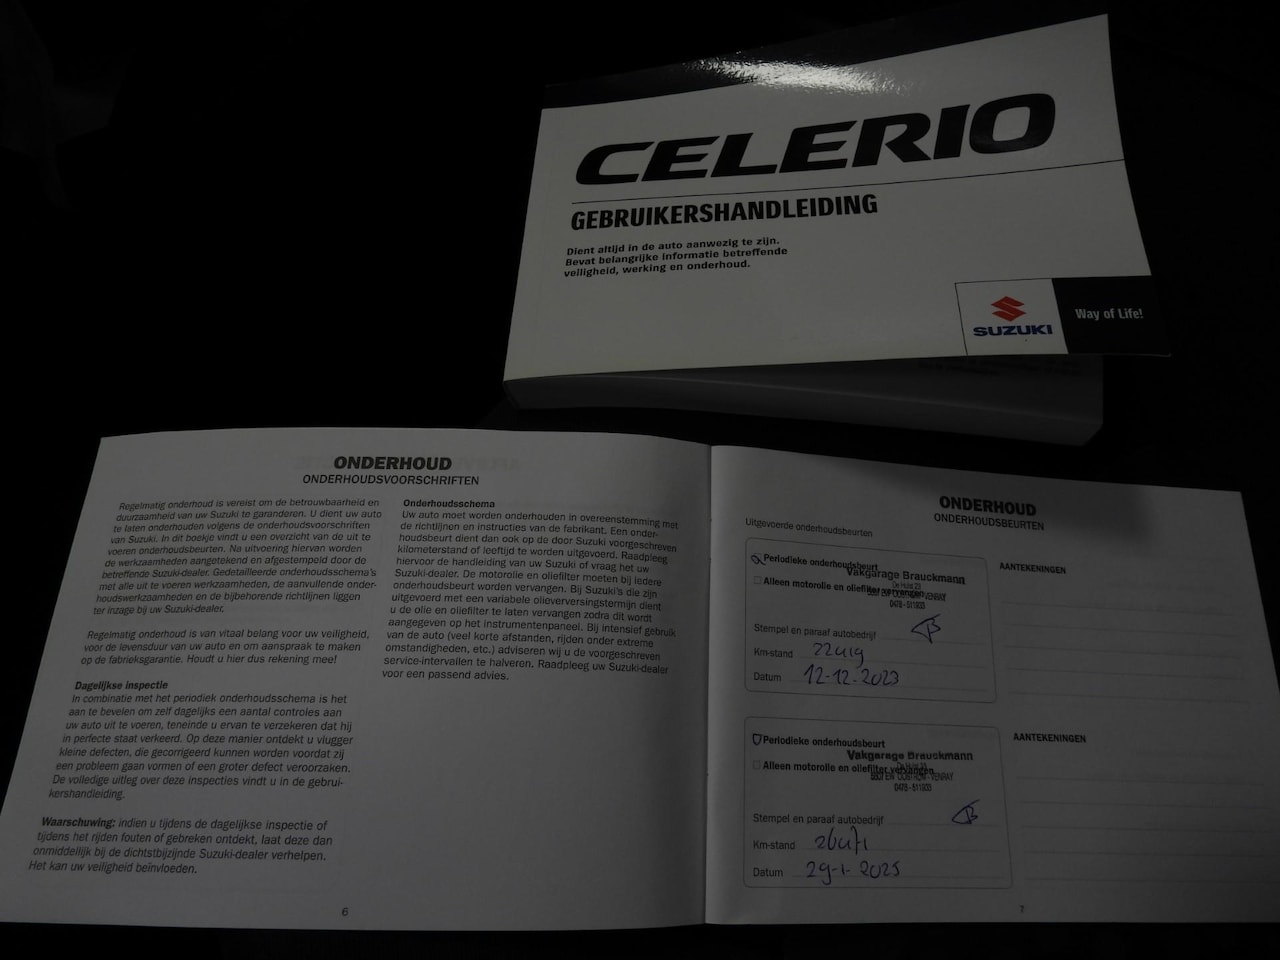 CELERIO
GEBRUIKERSHANDLEIDING
Dient altijd in de auto aanwezig te zijn.
Bevat belangrijke informatie betreffende
veiligheid, werking en onderhoud.
SUZUKI
Way of Life!
ONDERHOUD
ONDERHOUDSVOORSCHRIFTEN
Regelmatig onderhoud is vereist om de betrouwbaarheid en
duurzaamheid van uw Suzuki te garanderen. U dient uw auto
te laten onderhouden volgens de onderhoudsvoorschriften
van Suzuki. In dit boekje vindt u een overzicht van de uit te
voeren onderhoudsbeurten. Na uitvoering hiervan worden
de werkzaamheden aangetekend en afgestempeld door de
betreffende Suzuki-dealer. Gedetailleerde onderhoudsschema's
met alle uit te voeren werkzaamheden, de aanvullende onder-
houdswerkzaamheden en de bijbehorende richtlijnen liggen
ter inzage bij uw Suzuki-dealer.
Regelmatig onderhoud is van vitaal belang voor uw veiligheid,
voor de levensduur van uw auto en om aanspraak te maken
op de fabrieksgarantie. Houdt u hier dus rekening mee!
Dagelijkse inspectie
In combinatie met het periodiek onderhoudsschema is het
aan te bevelen om zelf dagelijks een aantal controles aan
uw auto uit te voeren, teneinde u ervan te verzekeren dat hij
in perfecte staat verkeerd. Op deze manier ontdekt u vlugger
kleine defecten, die gecorrigeerd kunnen worden voordat zij
een probleem gaan vormen of een groter defect veroorzaken.
De volledige uitleg over deze inspecties vindt u in de gebrui-
kershandleiding.
Waarschuwing: indien u tijdens de dagelijkse inspectie of
tijdens het rijden fouten of gebreken ontdekt, laat deze dan
onmiddellijk bij de dichtstbijzijnde Suzuki-dealer verhelpen.
Het kan uw veiligheid beïnvloeden.
Onderhoudsschema
Uw auto moet worden onderhouden in overeenstemming met
de richtlijnen en instructies van de fabrikant. Een onder-
houdsbeurt dient dan ook op de door Suzuki voorgeschreven
kilometerstand of leeftijd te worden uitgevoerd. Raadpleeg
hiervoor de handleiding van uw Suzuki of vraag het uw
Suzuki-dealer. De motorolie en oliefilter moeten bij iedere
onderhoudsbeurt worden vervangen. Bij Suzuki's die zijn
uitgevoerd met een variabele olieverversingstermijn dient
u de olie en oliefilter te laten vervangen zodra dit wordt
aangegeven op het instrumentenpaneel. Bij intensief gebruik
van de auto (veel korte afstanden, rijden onder extreme
omstandigheden, etc.) adviseren wij u de voorgeschreven
service-intervallen te halveren. Raadpleeg uw Suzuki-dealer
voor een passend advies.
6
ONDERHOUD
ONDERHOUDSBEURTEN
Uitgevoerde onderhoudsbeurten
Periodieke onderhoudsbeurt
Vakgarage Brauckmann
Alleen motorolie en oliefilter vervangen
0478 - 511933
Stempel en paraaf autobedrijf
Km-stand
Datum 12-12-2023
AANTEKENINGEN
Periodieke onderhoudsbeurt
Vakgarage Brauckmann
Alleen motorolie en oliefilter vervangen
0478 - 511933
Stempel en paraaf autobedrijf
Km-stand
Datum 29-1-2025
AANTEKENINGEN
7